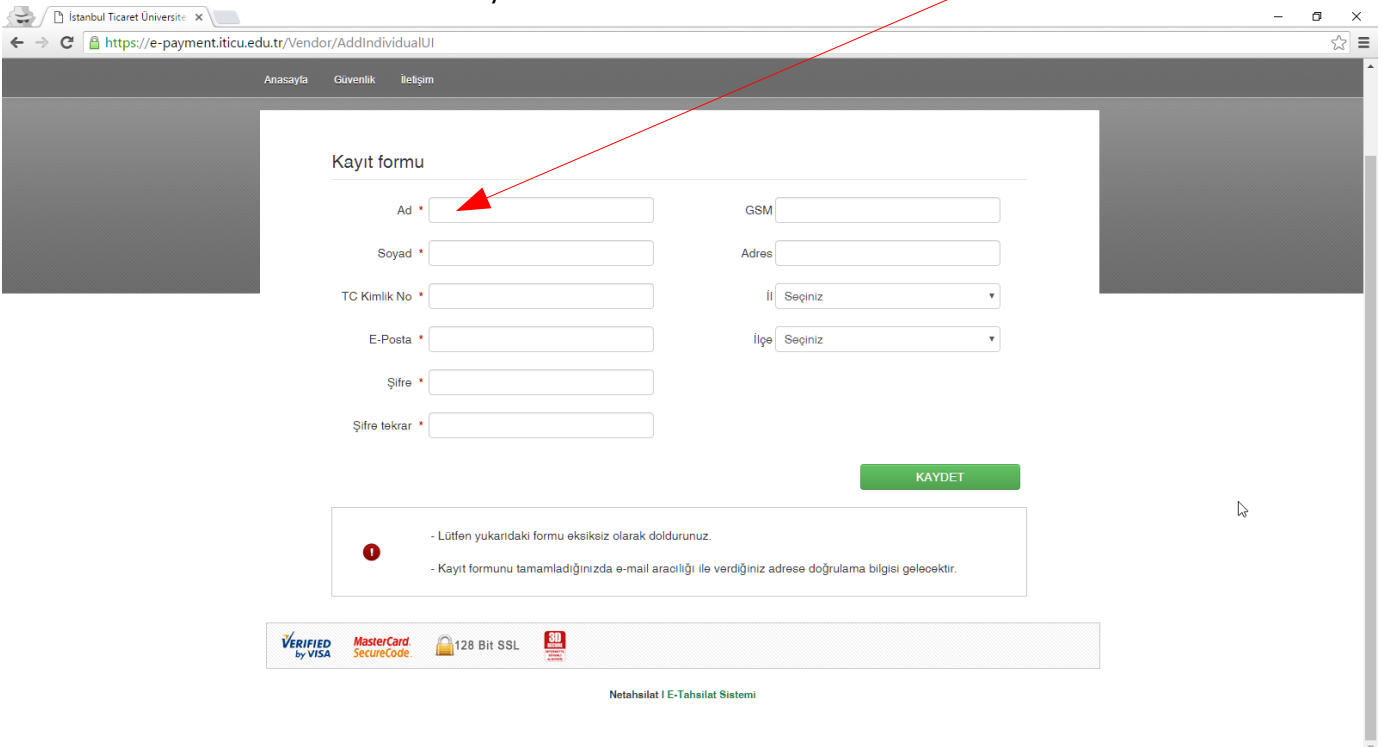 İstanbul Ticaret Üniversite
https://e-payment.iticu.edu.tr/Vendor/AddIndividualUI
Anasayfa Güvenlik İletişim
Kayıt formu
Ad * GSM
Soyad * Adres
TC Kimlik No * İl Seçiniz
E-Posta * İlçe Seçiniz
Şifre *
Şifre tekrar *
KAYDET
- Lütfen yukarıdaki formu eksiksiz olarak doldurunuz.
- Kayıt formunu tamamladığınızda e-mail aracılığı ile verdiğiniz adrese doğrulama bilgisi gelecektir.
VERIFIED by VISA MasterCard. SecureCode. 128 Bit SSL 3D SECURE
Netahsilat | E-Tahsilat Sistemi